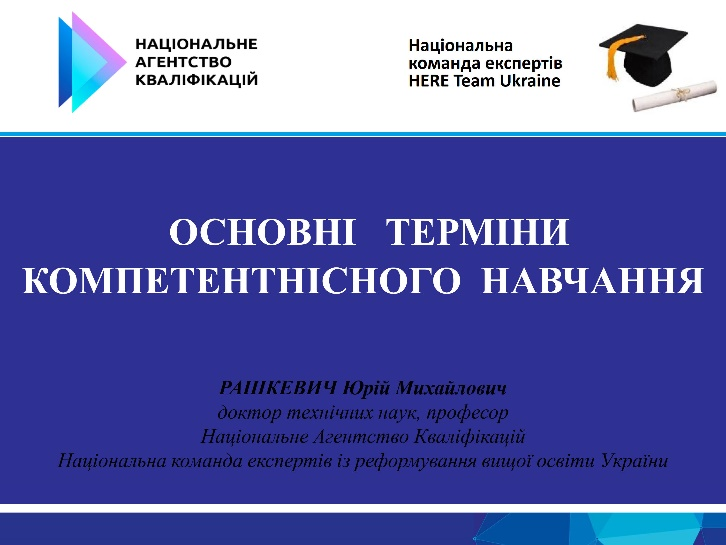 НАЦІОНАЛЬНЕ
АГЕНТСТВО
КВАЛІФІКАЦІЙ
Національна
команда експертів
HERE Team Ukraine
ОСНОВНІ ТЕРМІНИ
КОМПЕТЕНТНІСНОГО НАВЧАННЯ
РАШКЕВИЧ Юрій Михайлович
доктор технічних наук, професор
Національне Агентство Кваліфікацій
Національна команда експертів із реформування вищої освіти України